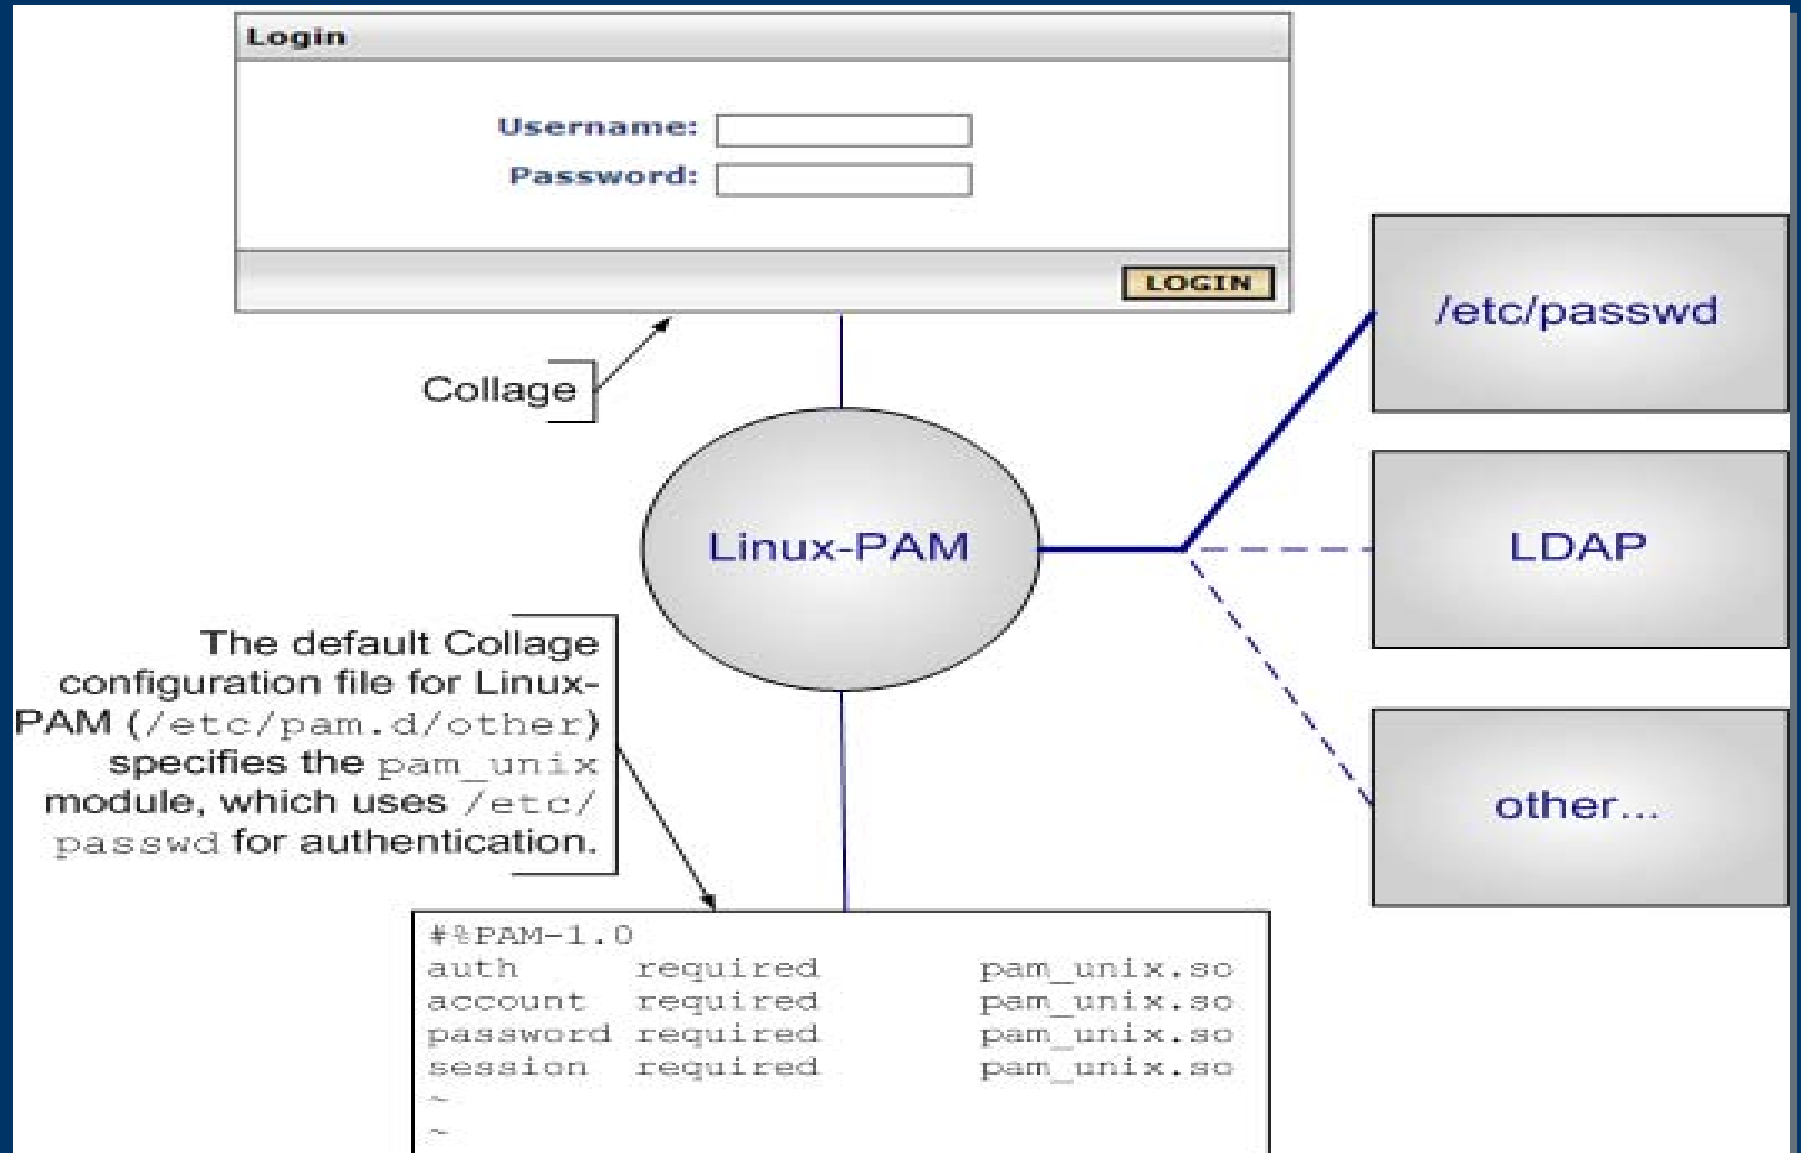 Login
Username:
Password:
LOGIN
Collage
/etc/passwd
Linux-PAM
LDAP
other...
The default Collage
configuration file for Linux-
PAM (/etc/pam.d/other)
specifies the pam_unix
module, which uses /etc/
passwd for authentication.
#%PAM-1.0
auth required pam_unix.so
account required pam_unix.so
password required pam_unix.so
session required pam_unix.so
~
~